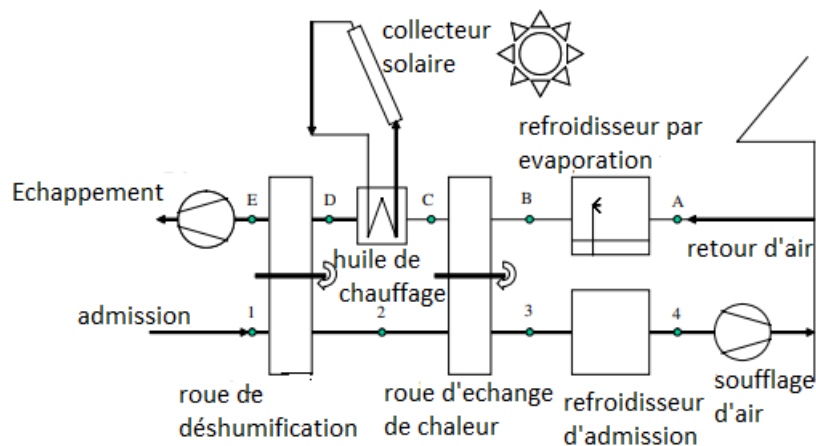 collecteur
solaire
refroidisseur par
evaporation
Echappement
E
D
C
B
A
huile de
chauffage
retour d'air
admission
1
2
3
4
roue de
déshumification
roue d'echange
de chaleur
refroidisseur
d'admission
soufflage
d'air